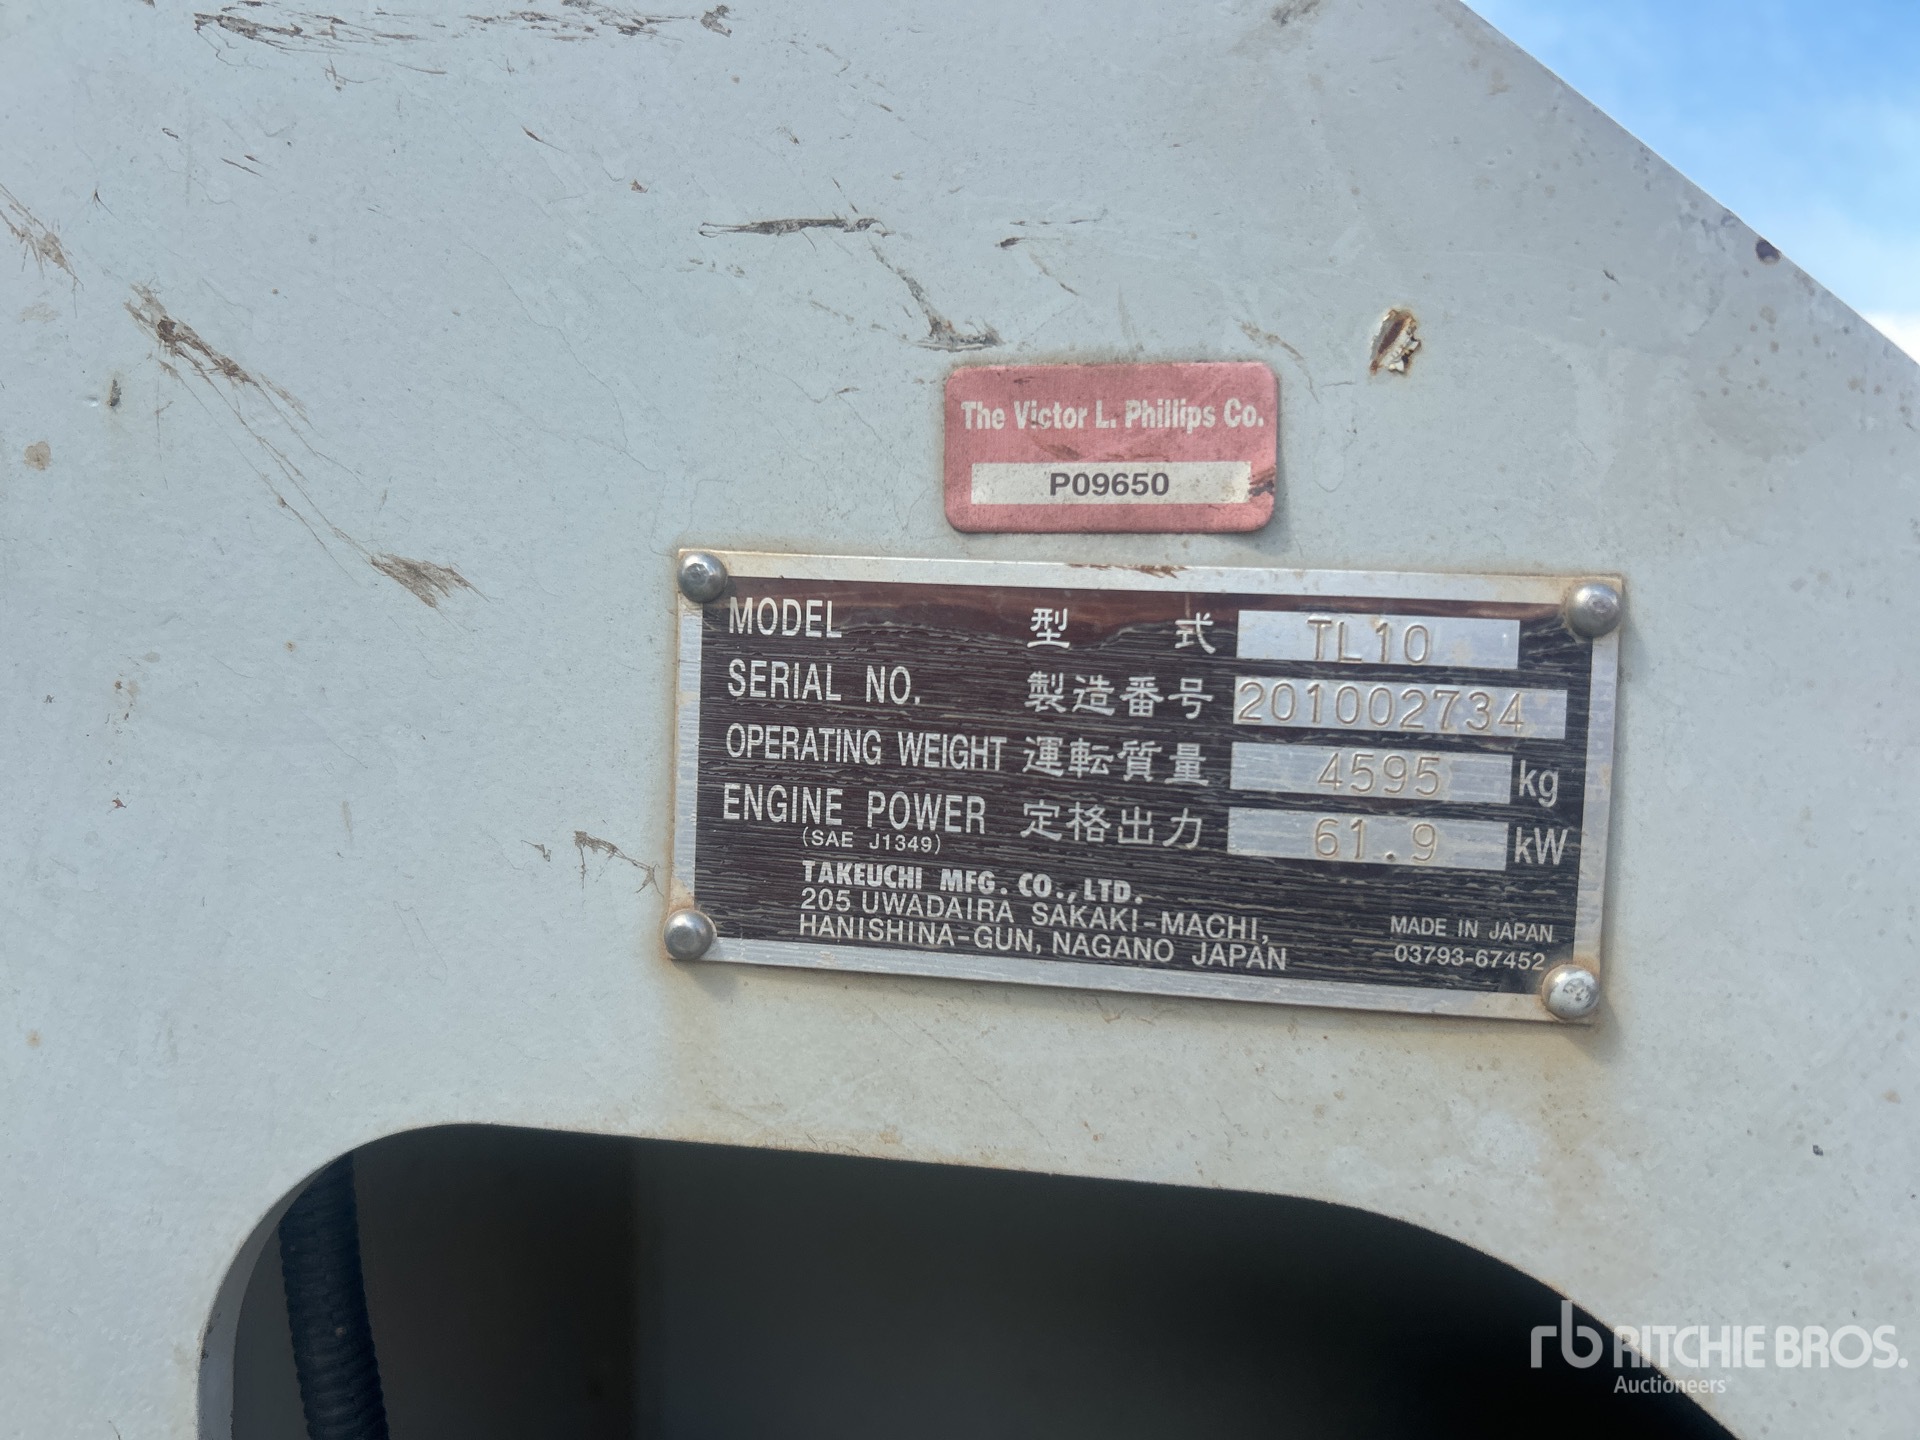 The Victor L. Phillips Co.
P09650
MODEL 型 式 TL10
SERIAL NO. 製造番号 201002734
OPERATING WEIGHT 運転質量 4595 kg
ENGINE POWER 定格出力 61.9 kW
(SAE J1349)
TAKEUCHI MFG. CO.,LTD.
205 UWADAIRA SAKAKI-MACHI,
HANISHINA-GUN, NAGANO JAPAN
MADE IN JAPAN
03793-67452
rb RITCHIE BROS.
Auctioneers